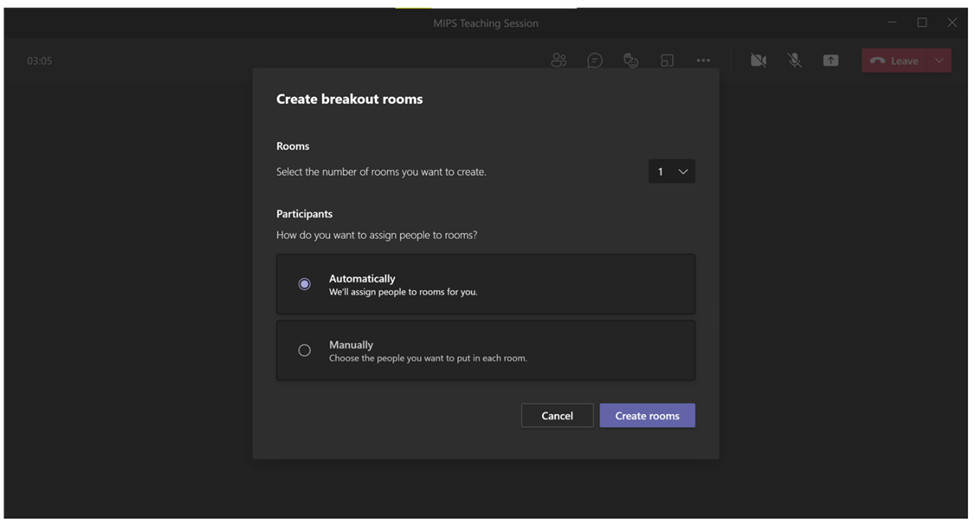 MIPS Teaching Session
03:05
Leave
Create breakout rooms
Rooms
Select the number of rooms you want to create.
1
Participants
How do you want to assign people to rooms?
Automatically
We'll assign people to rooms for you.
Manually
Choose the people you want to put in each room.
Cancel
Create rooms